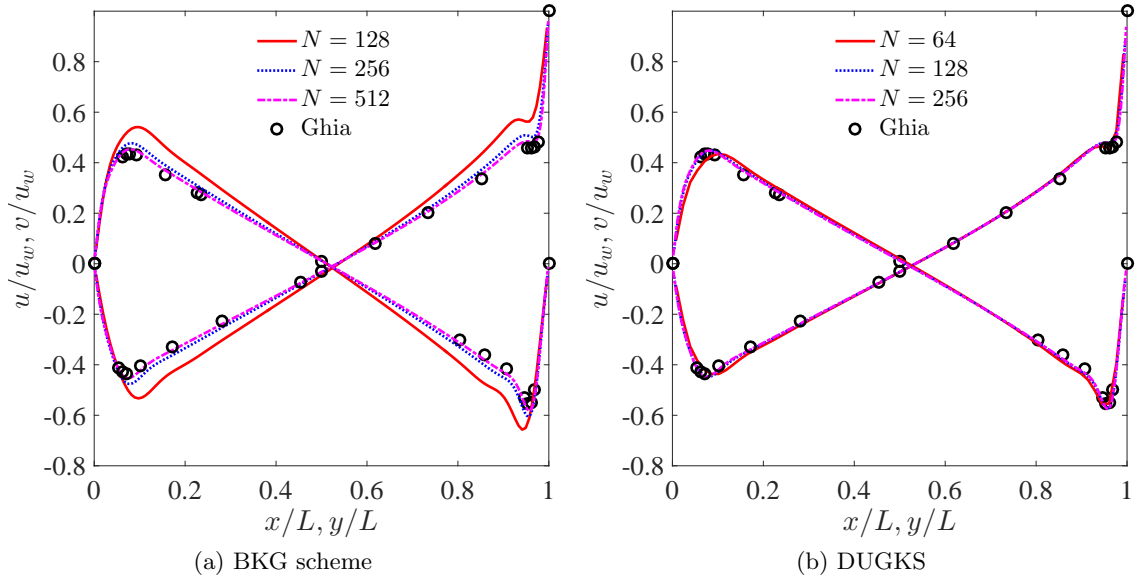 0.8
0.6
0.4
0.2
0
-0.2
-0.4
-0.6
-0.8
u/u_w, v/u_w
N = 128
N = 256
N = 512
Ghia
0 0.2 0.4 0.6 0.8 1
x/L, y/L
(a) BKG scheme
0.8
0.6
0.4
0.2
0
-0.2
-0.4
-0.6
-0.8
u/u_w, v/u_w
N = 64
N = 128
N = 256
Ghia
0 0.2 0.4 0.6 0.8 1
x/L, y/L
(b) DUGKS